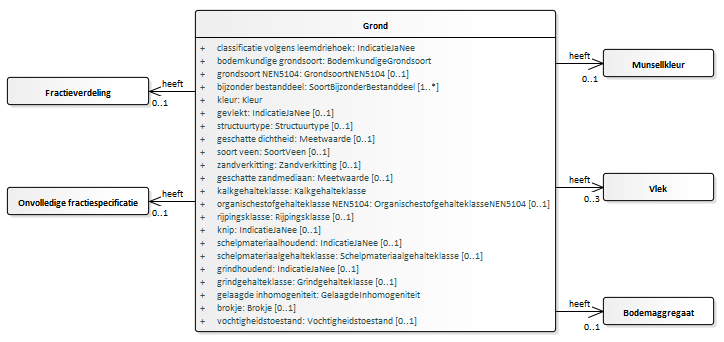 Grond
+ classificatie volgens leemdriehoek: IndicatieJaNee
+ bodemkundige grondsoort: BodemkundigeGrondsoort
+ grondsoort NEN5104: GrondsoortNEN5104 [0..1]
+ bijzonder bestanddeel: SoortBijzonderBestanddeel [1..*]
+ kleur: Kleur
+ gevlekt: IndicatieJaNee [0..1]
+ structuurtype: Structuurtype [0..1]
+ geschatte dichtheid: Meetwaarde [0..1]
+ soort veen: SoortVeen [0..1]
+ zandverkitting: Zandverkitting [0..1]
+ geschatte zandmediaan: Meetwaarde [0..1]
+ kalkgehalteklasse: Kalkgehalteklasse
+ organischestofgehalteklasse NEN5104: OrganischestofgehalteklasseNEN5104 [0..1]
+ rijpingsklasse: Rijpingsklasse [0..1]
+ knip: IndicatieJaNee [0..1]
+ schelpmateriaalhoudend: IndicatieJaNee [0..1]
+ schelpmateriaalgehalteklasse: Schelpmateriaalgehalteklasse [0..1]
+ grindhoudend: IndicatieJaNee [0..1]
+ grindgehalteklasse: Grindgehalteklasse [0..1]
+ gelaagde inhomogeniteit: GelaagdeInhomogeniteit
+ brokje: Brokje [0..1]
+ vochtigheidstoestand: Vochtigheidstoestand [0..1]
Fractieverdeling
heeft
0..1
Onvolledige fractiespecificatie
heeft
0..1
heeft
0..1
Munsellkleur
heeft
0..3
Vlek
heeft
0..1
Bodemaggregaat